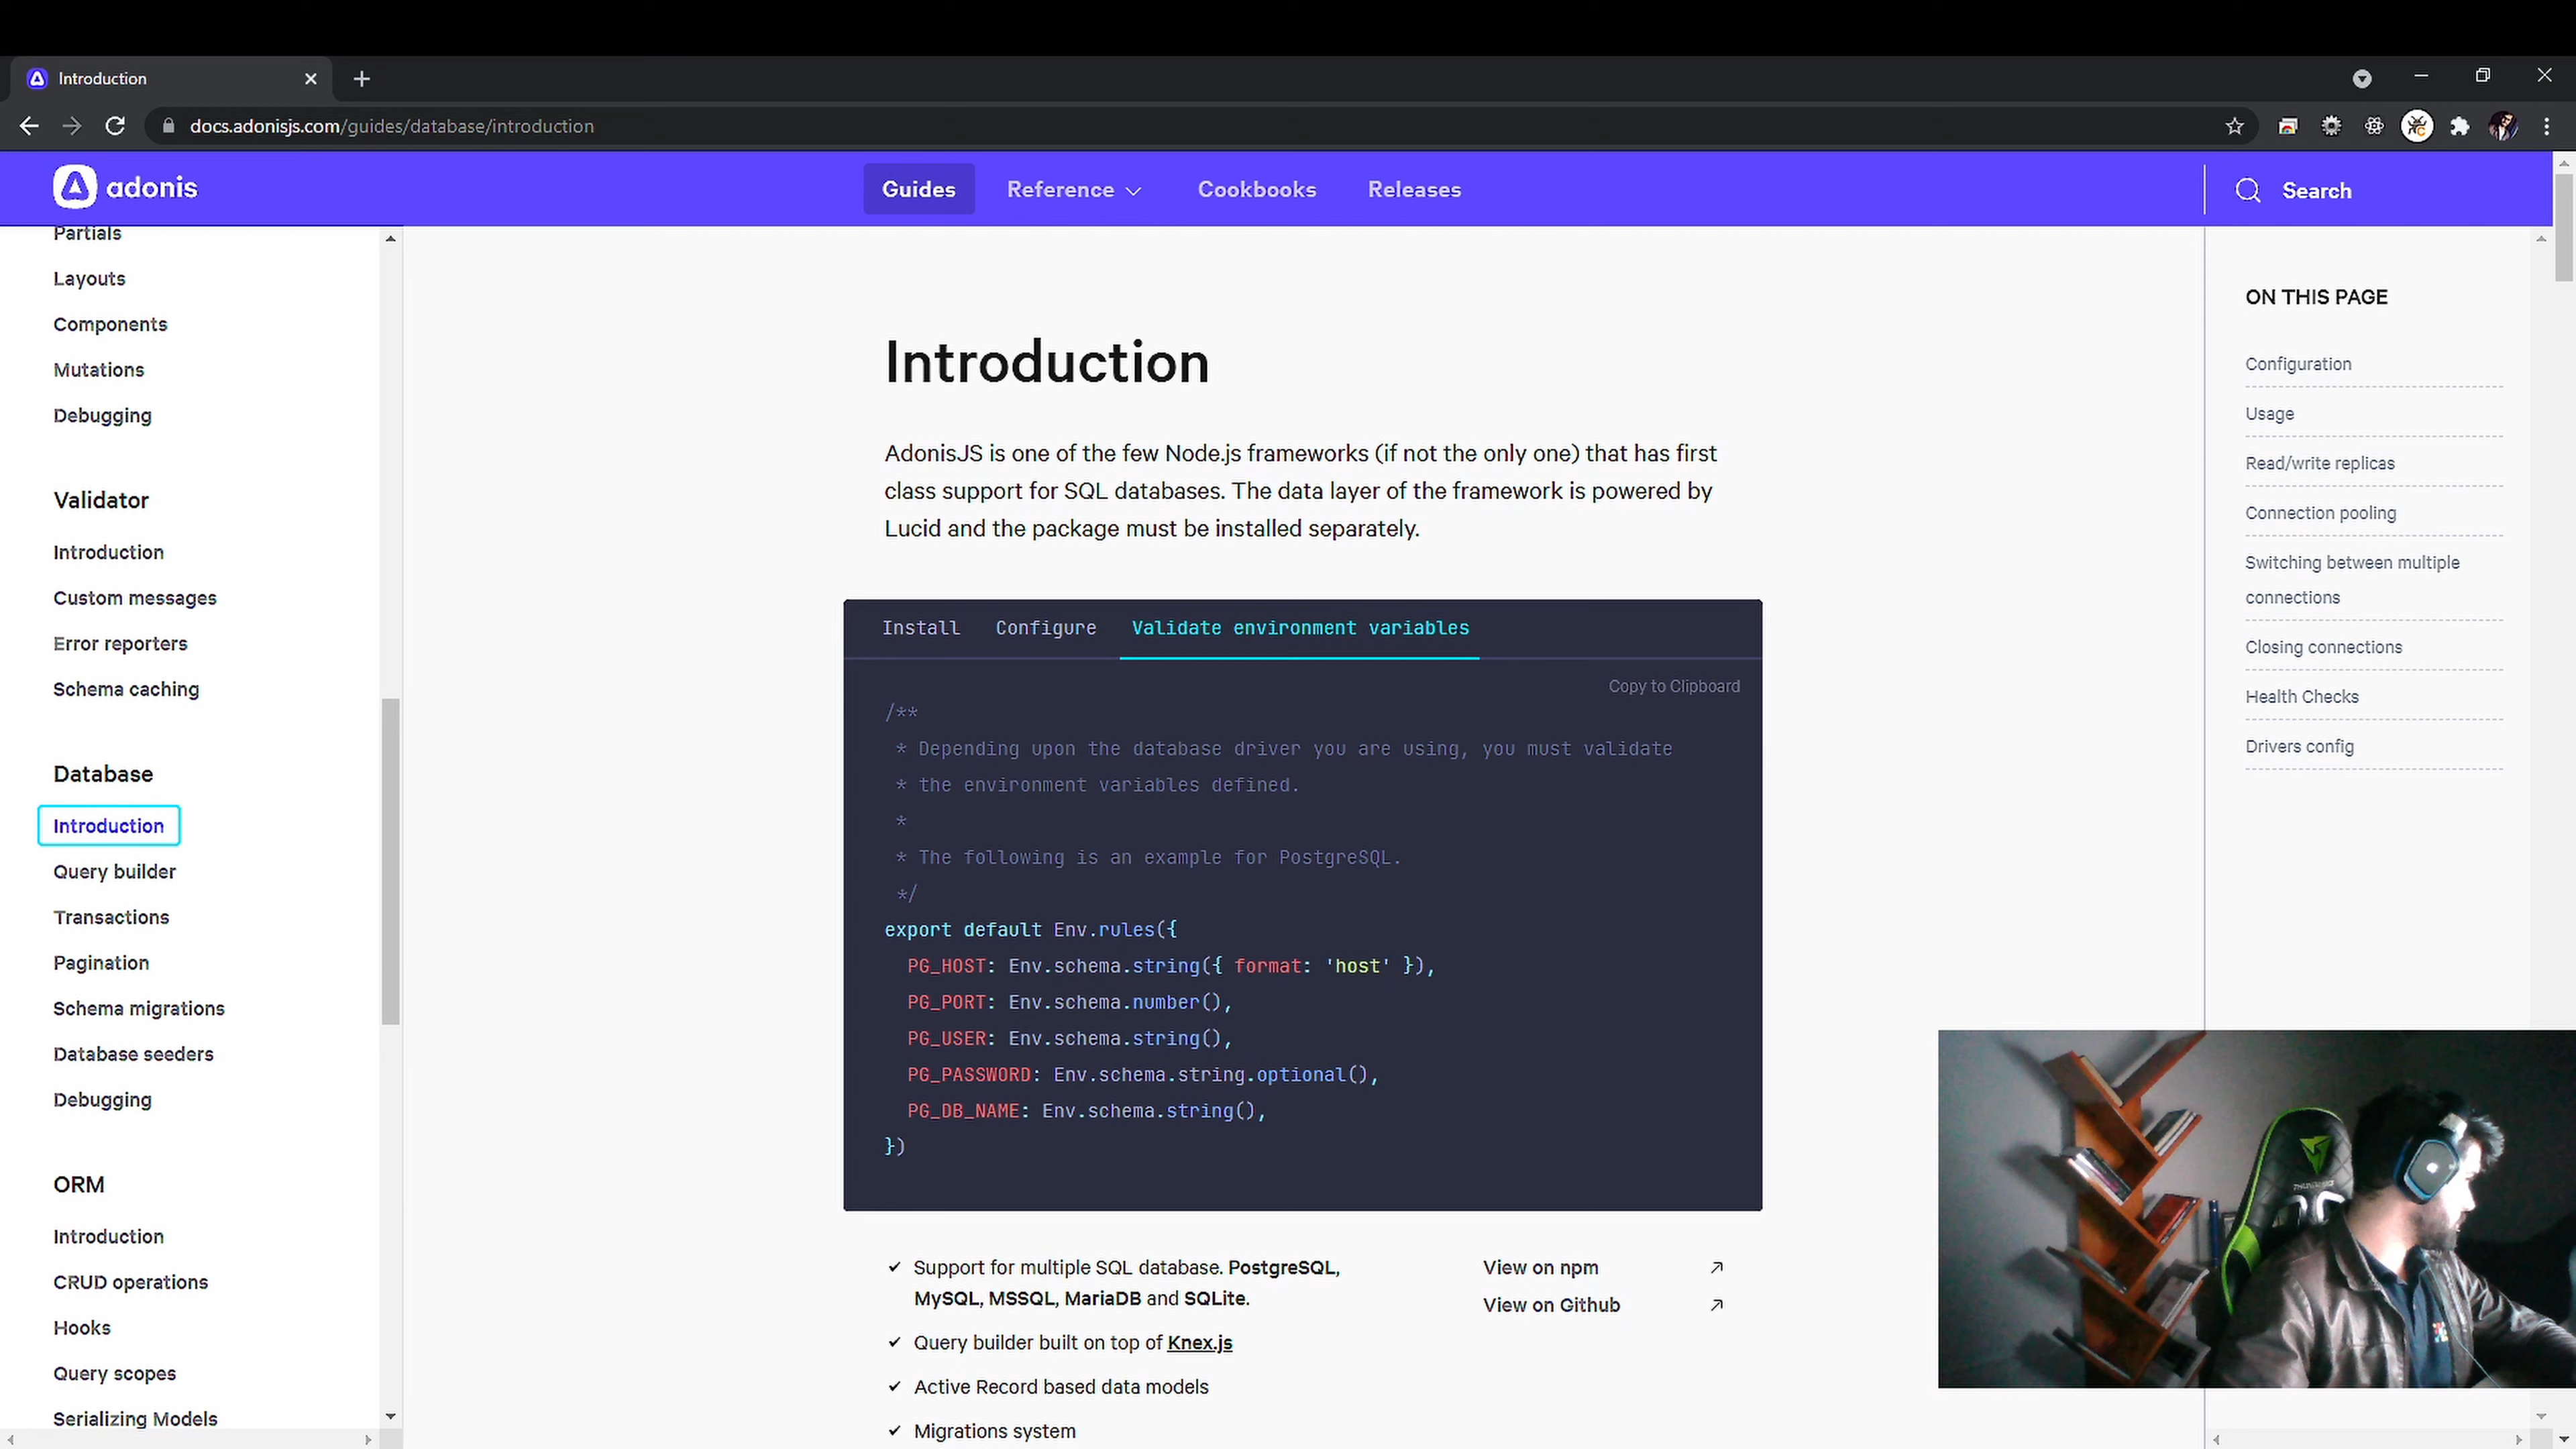 Introduction
docs.adonisjs.com/guides/database/introduction
adonis
Guides
Reference
Cookbooks
Releases
Search
Partials
Layouts
Components
Mutations
Debugging
Validator
Introduction
Custom messages
Error reporters
Schema caching
Database
Introduction
Query builder
Transactions
Pagination
Schema migrations
Database seeders
Debugging
ORM
Introduction
CRUD operations
Hooks
Query scopes
Serializing Models
Introduction
AdonisJS is one of the few Node.js frameworks (if not the only one) that has first
class support for SQL databases. The data layer of the framework is powered by
Lucid and the package must be installed separately.
Install Configure Validate environment variables
Copy to Clipboard
/**
* Depending upon the database driver you are using, you must validate
* the environment variables defined.
*
* The following is an example for PostgreSQL.
*/
export default Env.rules({
PG_HOST: Env.schema.string({ format: 'host' }),
PG_PORT: Env.schema.number(),
PG_USER: Env.schema.string(),
PG_PASSWORD: Env.schema.string.optional(),
PG_DB_NAME: Env.schema.string(),
})
✓ Support for multiple SQL database. PostgreSQL,
MySQL, MSSQL, MariaDB and SQLite.
✓ Query builder built on top of Knex.js
✓ Active Record based data models
✓ Migrations system
View on npm ↗
View on Github ↗
ON THIS PAGE
Configuration
Usage
Read/write replicas
Connection pooling
Switching between multiple
connections
Closing connections
Health Checks
Drivers config